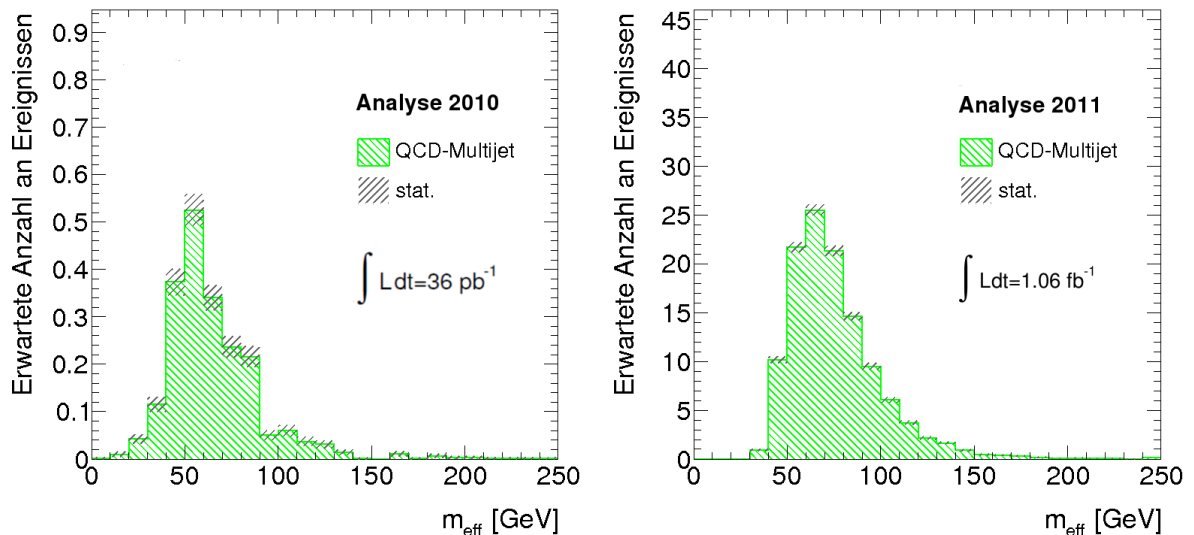 Erwartete Anzahl an Ereignissen
0.9
0.8
0.7
0.6
0.5
0.4
0.3
0.2
0.1
0
Analyse 2010
QCD-Multijet
stat.
∫ Ldt=36 pb⁻¹
0 50 100 150 200 250
m_eff [GeV]
Erwartete Anzahl an Ereignissen
45
40
35
30
25
20
15
10
5
0
Analyse 2011
QCD-Multijet
stat.
∫ Ldt=1.06 fb⁻¹
0 50 100 150 200 250
m_eff [GeV]